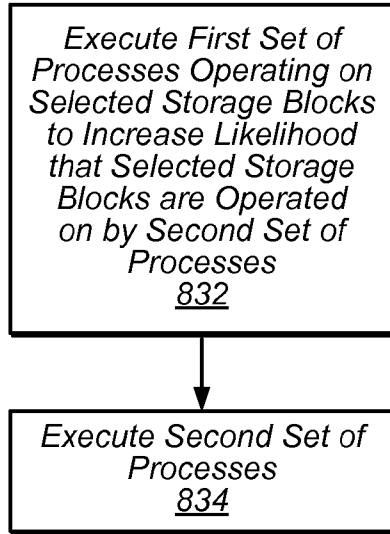 Execute First Set of
Processes Operating on
Selected Storage Blocks
to Increase Likelihood
that Selected Storage
Blocks are Operated
on by Second Set of
Processes
832
Execute Second Set of
Processes
834